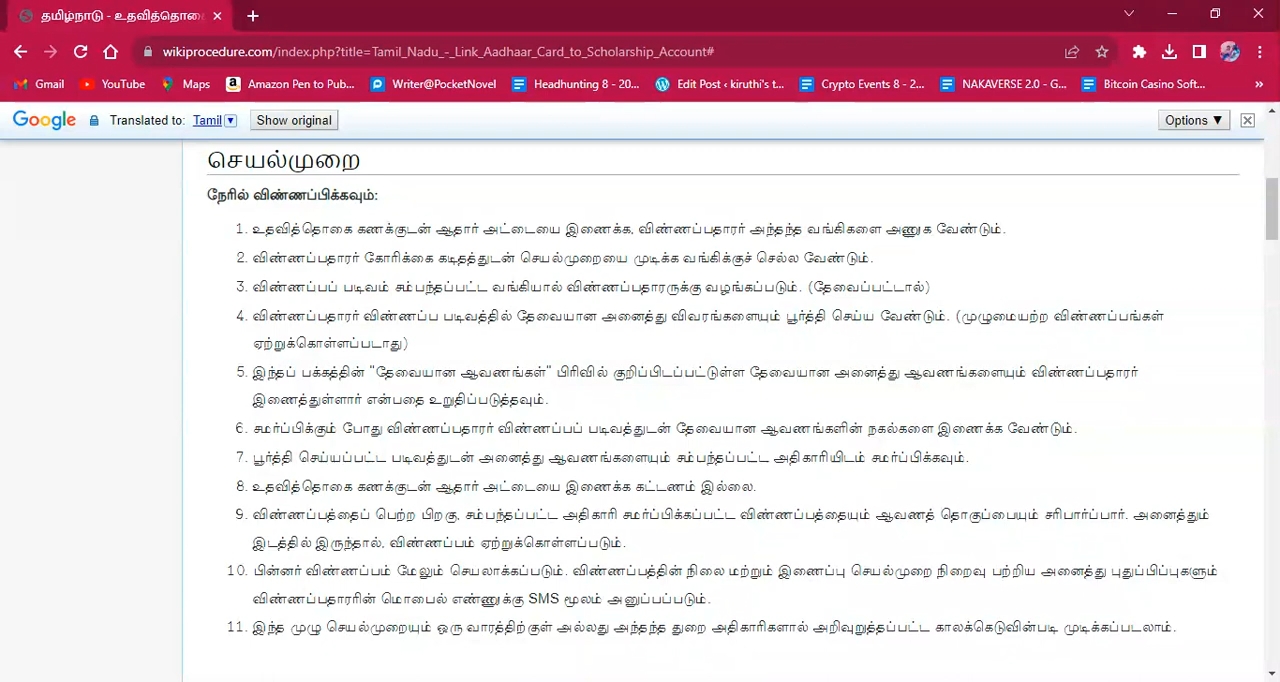 தமிழ்நாடு - உதவித்தொகை
wikiprocedure.com/index.php?title=Tamil_Nadu_-_Link_Aadhaar_Card_to_Scholarship_Account#
Gmail YouTube Maps Amazon Pen to Pub... Writer@PocketNovel Headhunting 8 - 20... Edit Post ‹ kiruthi's t... Crypto Events 8 - 2... NAKAVERSE 2.0 - G... Bitcoin Casino Soft... »
Google Translated to: Tamil Show original Options ▼
செயல்முறை
நேரில் விண்ணப்பிக்கவும்:
1. உதவித்தொகை கணக்குடன் ஆதார் அட்டையை இணைக்க, விண்ணப்பதாரர் அந்தந்த வங்கிகளை அணுக வேண்டும்.
2. விண்ணப்பதாரர் கோரிக்கை கடிதத்துடன் செயல்முறையை முடிக்க வங்கிக்குச் செல்ல வேண்டும்.
3. விண்ணப்பப் படிவம் சம்பந்தப்பட்ட வங்கியால் விண்ணப்பதாரருக்கு வழங்கப்படும். (தேவைப்பட்டால்)
4. விண்ணப்பதாரர் விண்ணப்ப படிவத்தில் தேவையான அனைத்து விவரங்களையும் பூர்த்தி செய்ய வேண்டும். (முழுமையற்ற விண்ணப்பங்கள்
ஏற்றுக்கொள்ளப்படாது)
5. இந்தப் பக்கத்தின் "தேவையான ஆவணங்கள்" பிரிவில் குறிப்பிடப்பட்டுள்ள தேவையான அனைத்து ஆவணங்களையும் விண்ணப்பதாரர்
இணைத்துள்ளார் என்பதை உறுதிப்படுத்தவும்.
6. சமர்ப்பிக்கும் போது விண்ணப்பதாரர் விண்ணப்பப் படிவத்துடன் தேவையான ஆவணங்களின் நகல்களை இணைக்க வேண்டும்.
7. பூர்த்தி செய்யப்பட்ட படிவத்துடன் அனைத்து ஆவணங்களையும் சம்பந்தப்பட்ட அதிகாரியிடம் சமர்ப்பிக்கவும்.
8. உதவித்தொகை கணக்குடன் ஆதார் அட்டையை இணைக்க கட்டணம் இல்லை.
9. விண்ணப்பத்தைப் பெற்ற பிறகு, சம்பந்தப்பட்ட அதிகாரி சமர்ப்பிக்கப்பட்ட விண்ணப்பத்தையும் ஆவணத் தொகுப்பையும் சரிபார்ப்பார். அனைத்தும்
இடத்தில் இருந்தால், விண்ணப்பம் ஏற்றுக்கொள்ளப்படும்.
10. பின்னர் விண்ணப்பம் மேலும் செயலாக்கப்படும். விண்ணப்பத்தின் நிலை மற்றும் இணைப்பு செயல்முறை நிறைவு பற்றிய அனைத்து புதுப்பிப்புகளும்
விண்ணப்பதாரரின் மொபைல் எண்ணுக்கு SMS மூலம் அனுப்பப்படும்.
11. இந்த முழு செயல்முறையும் ஒரு வாரத்திற்குள் அல்லது அந்தந்த துறை அதிகாரிகளால் அறிவுறுத்தப்பட்ட காலக்கெடுவின்படி முடிக்கப்படலாம்.